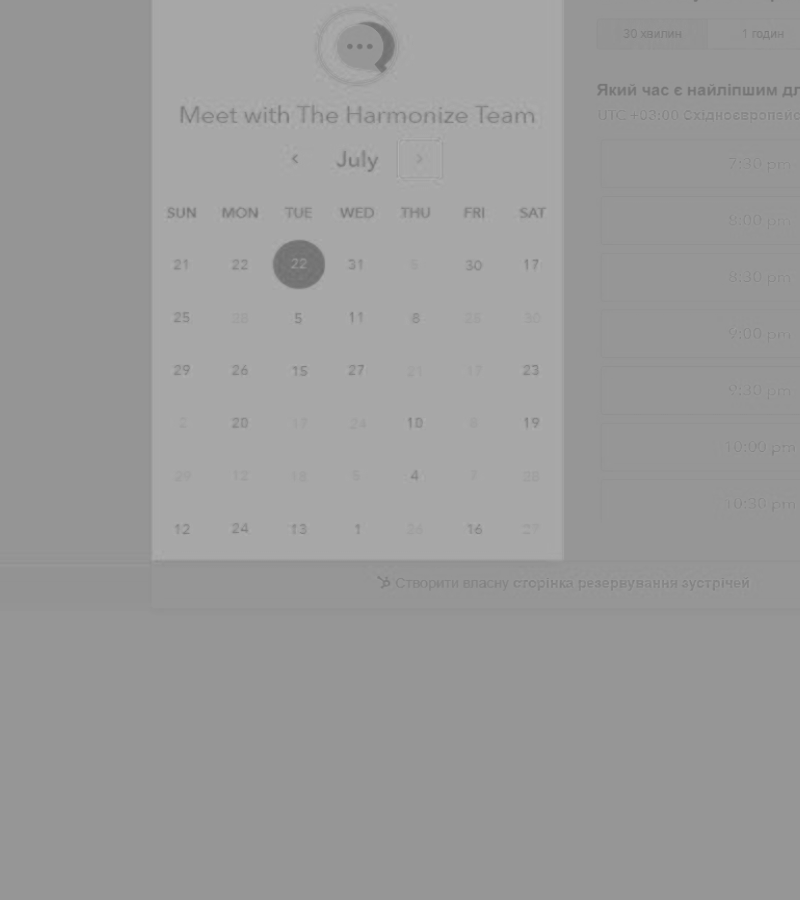 Meet with The Harmonize Team
July
SUN MON TUE WED THU FRI SAT
21 22 22 31 5 30 17
25 28 5 11 8 25 30
29 26 15 27 21 17 23
2 20 17 24 10 6 19
29 12 18 5 4 7 28
12 24 13 1 26 16 27
30 хвилин 1 годин
Який час є найліпшим дл
UTC +03:00 Східноєвропейс
7:30 pm
8:00 pm
8:30 pm
9:00 pm
9:30 pm
10:00 pm
10:30 pm
Створити власну сторінка резервування зустрічей